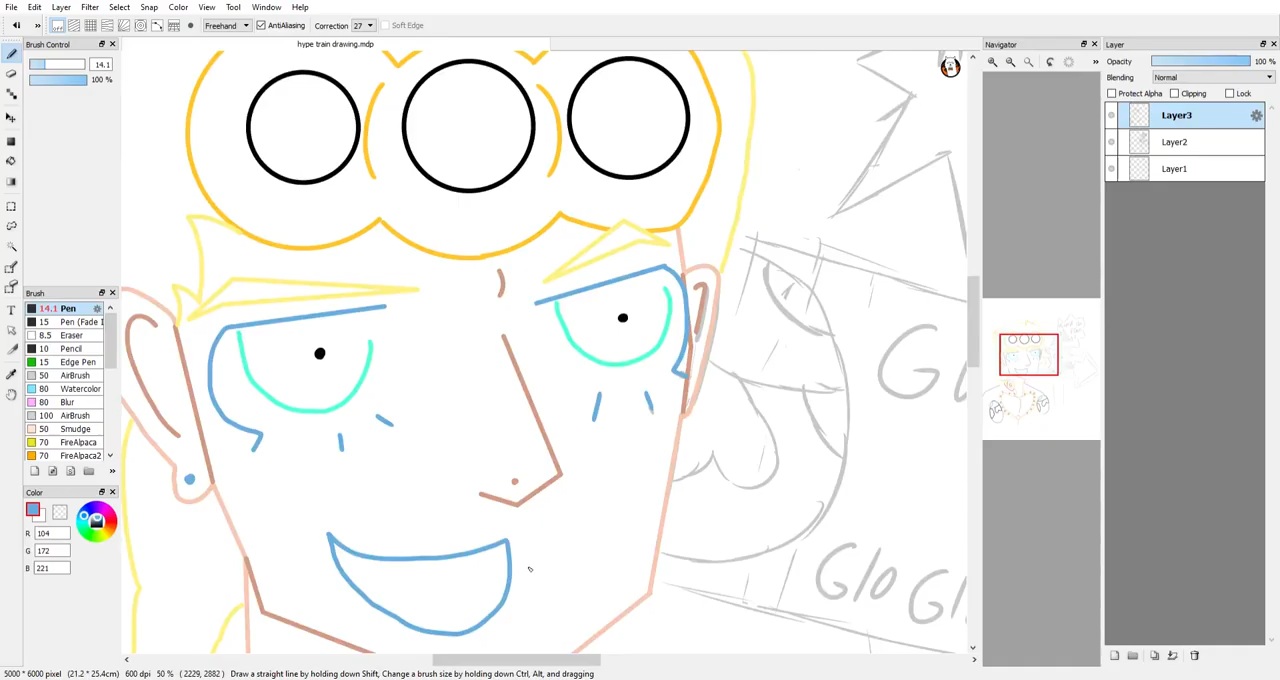 File Edit Layer Filter Select Snap Color View Tool Window Help
off Freehand AntiAliasing Correction 27 Soft Edge
hype train drawing.mdp
Brush Control
14.1
100 %
Brush
14.1 Pen
15 Pen (Fade I
8.5 Eraser
10 Pencil
15 Edge Pen
50 AirBrush
80 Watercolor
80 Blur
100 AirBrush
50 Smudge
70 FireAlpaca
70 FireAlpaca2
Color
R 104
G 172
B 221
Glo Glo
Navigator
Layer
Opacity 100 %
Blending Normal
Protect Alpha Clipping Lock
Layer3
Layer2
Layer1
5000 * 6000 pixel (21.2 * 25.4cm) 600 dpi 50 % ( 2229, 2882 ) Draw a straight line by holding down Shift, Change a brush size by holding down Ctrl, Alt, and dragging